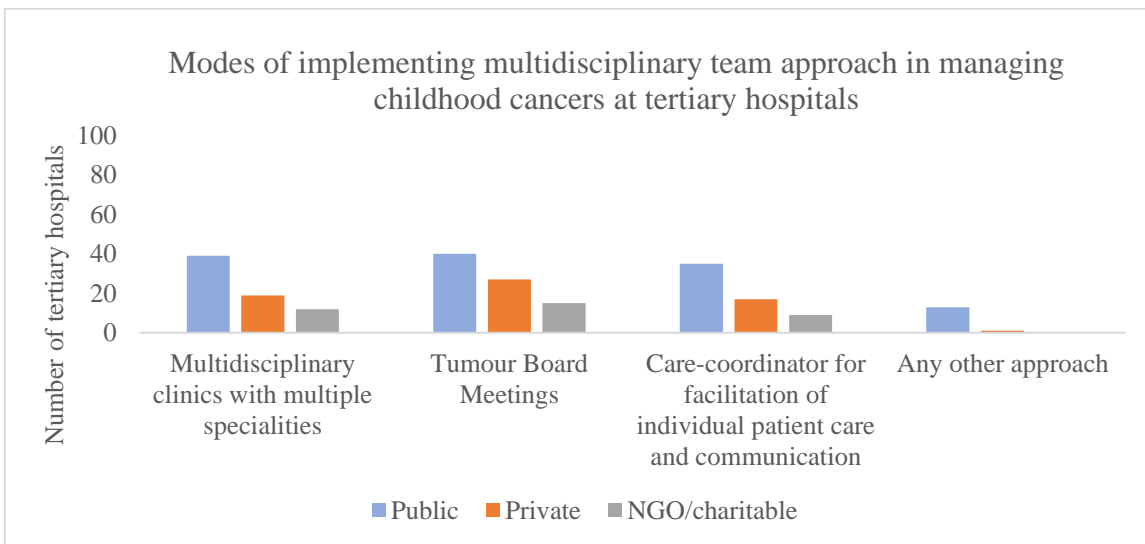 Modes of implementing multidisciplinary team approach in managing
childhood cancers at tertiary hospitals
Number of tertiary hospitals
100
80
60
40
20
0
Multidisciplinary
clinics with multiple
specialities
Tumour Board
Meetings
Care-coordinator for
facilitation of
individual patient care
and communication
Any other approach
Public
Private
NGO/charitable